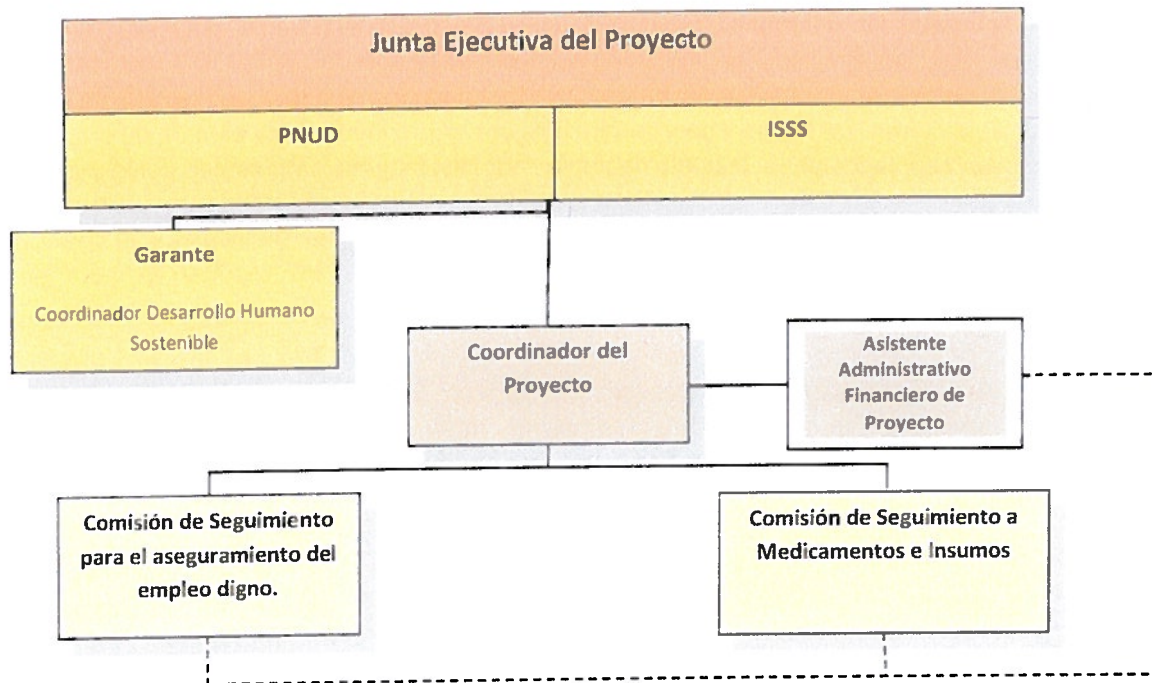 Junta Ejecutiva del Proyecto
PNUD
ISSS
Garante
Coordinador Desarrollo Humano
Sostenible
Coordinador del
Proyecto
Asistente
Administrativo
Financiero de
Proyecto
Comisión de Seguimiento
para el aseguramiento del
empleo digno.
Comisión de Seguimiento a
Medicamentos e Insumos